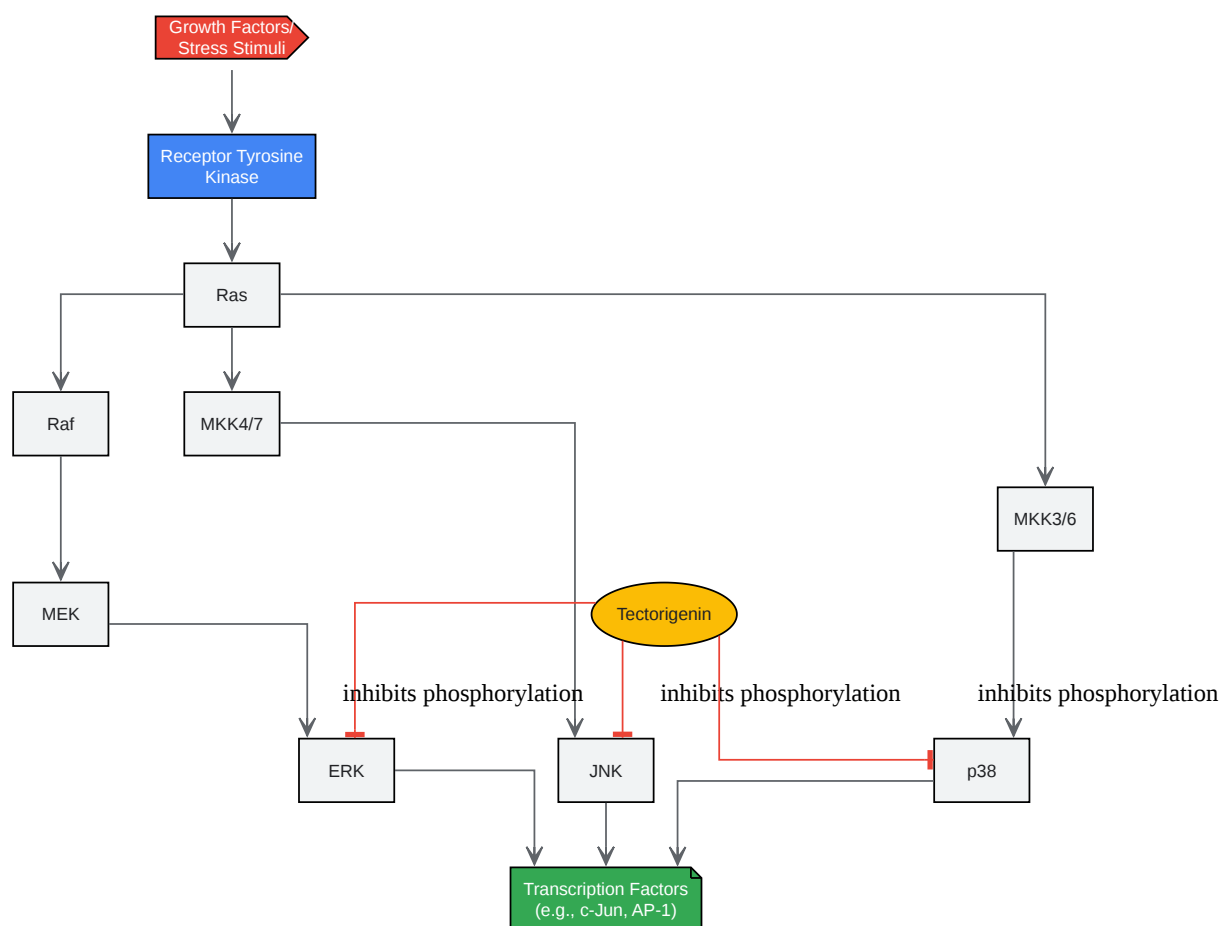 Growth Factors/
Stress Stimuli
Receptor Tyrosine
Kinase
Ras
Raf
MKK4/7
MKK3/6
MEK
Tectorigenin
inhibits phosphorylation
inhibits phosphorylation
inhibits phosphorylation
ERK
JNK
p38
Transcription Factors
(e.g., c-Jun, AP-1)